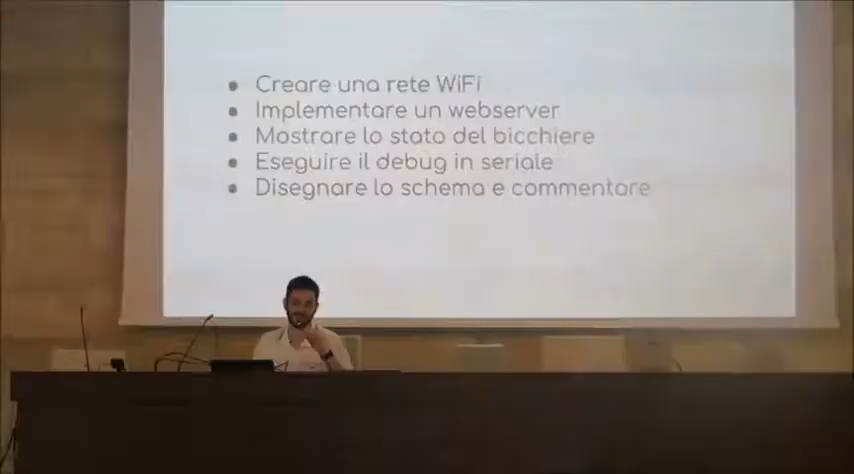 Creare una rete WiFi
Implementare un webserver
Mostrare lo stato del bicchiere
Eseguire il debug in seriale
Disegnare lo schema e commentare